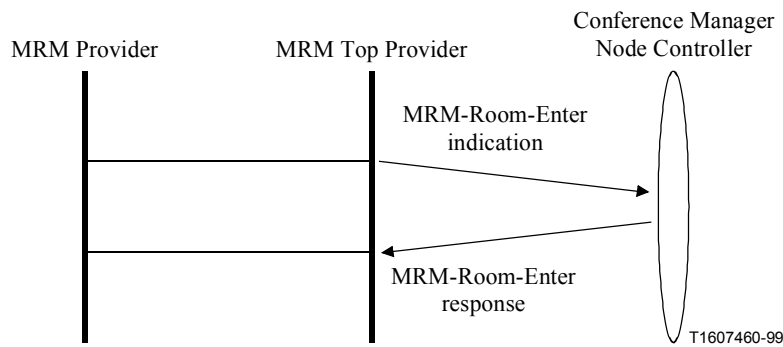 MRM Provider
MRM Top Provider
Conference Manager
Node Controller
MRM-Room-Enter
indication
MRM-Room-Enter
response
T1607460-99